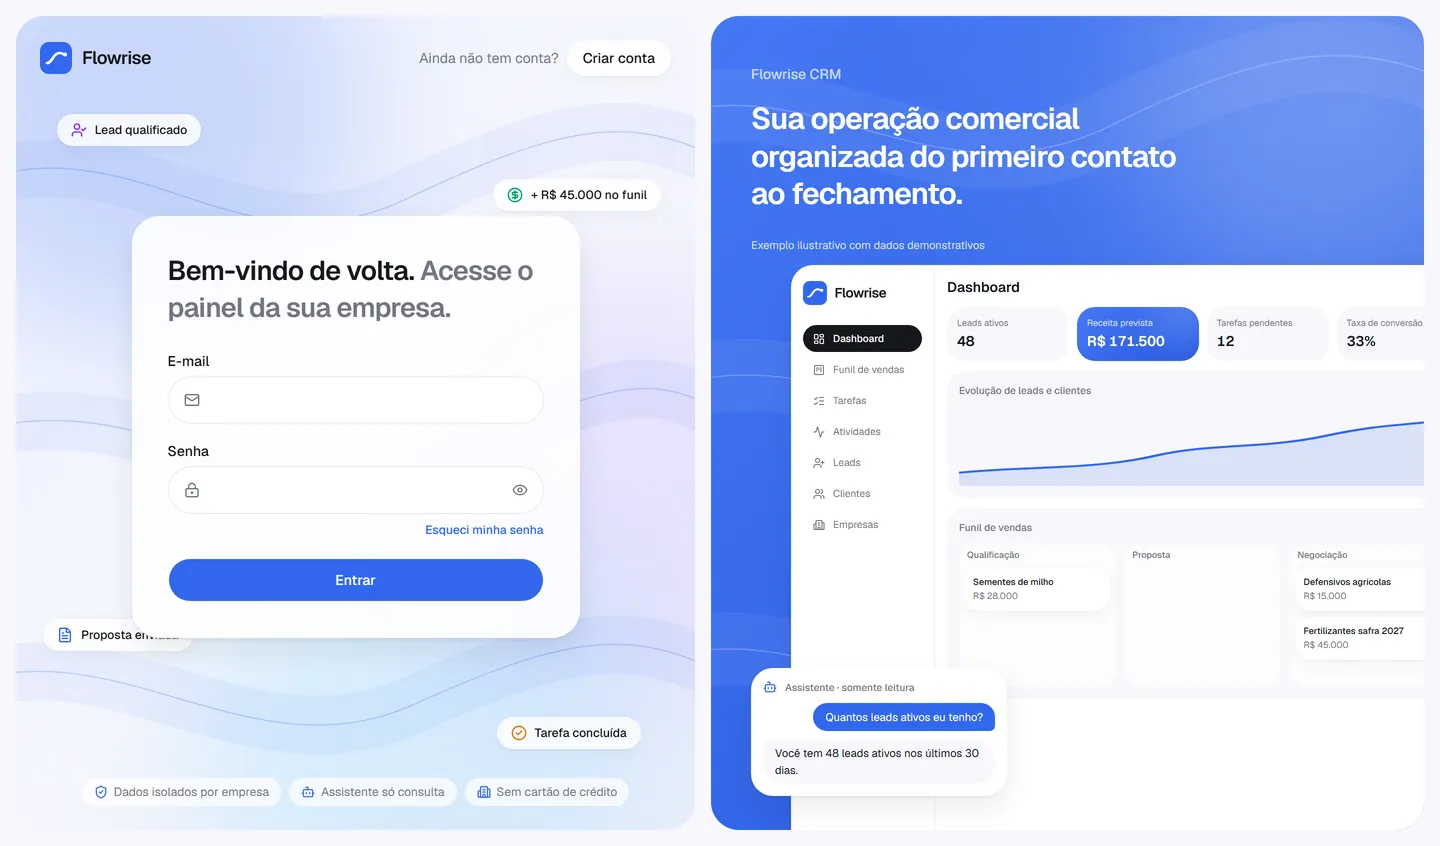 Flowrise
Ainda não tem conta?
Criar conta
Lead qualificado
+ R$ 45.000 no funil
Bem-vindo de volta. Acesse o
painel da sua empresa.
E-mail
Senha
Esqueci minha senha
Entrar
Proposta
Tarefa concluída
Dados isolados por empresa
Assistente só consulta
Sem cartão de crédito
Flowrise CRM
Sua operação comercial
organizada do primeiro contato
ao fechamento.
Exemplo ilustrativo com dados demonstrativos
Flowrise
Dashboard
Funil de vendas
Tarefas
Atividades
Leads
Clientes
Empresas
Dashboard
Leads ativos
48
Receita prevista
R$ 171.500
Tarefas pendentes
12
Taxa de conversão
33%
Evolução de leads e clientes
Funil de vendas
Qualificação
Sementes de milho
R$ 28.000
Proposta
Negociação
Defensivos agrícolas
R$ 15.000
Fertilizantes safra 2027
R$ 45.000
Assistente · somente leitura
Quantos leads ativos eu tenho?
Você tem 48 leads ativos nos últimos 30
dias.